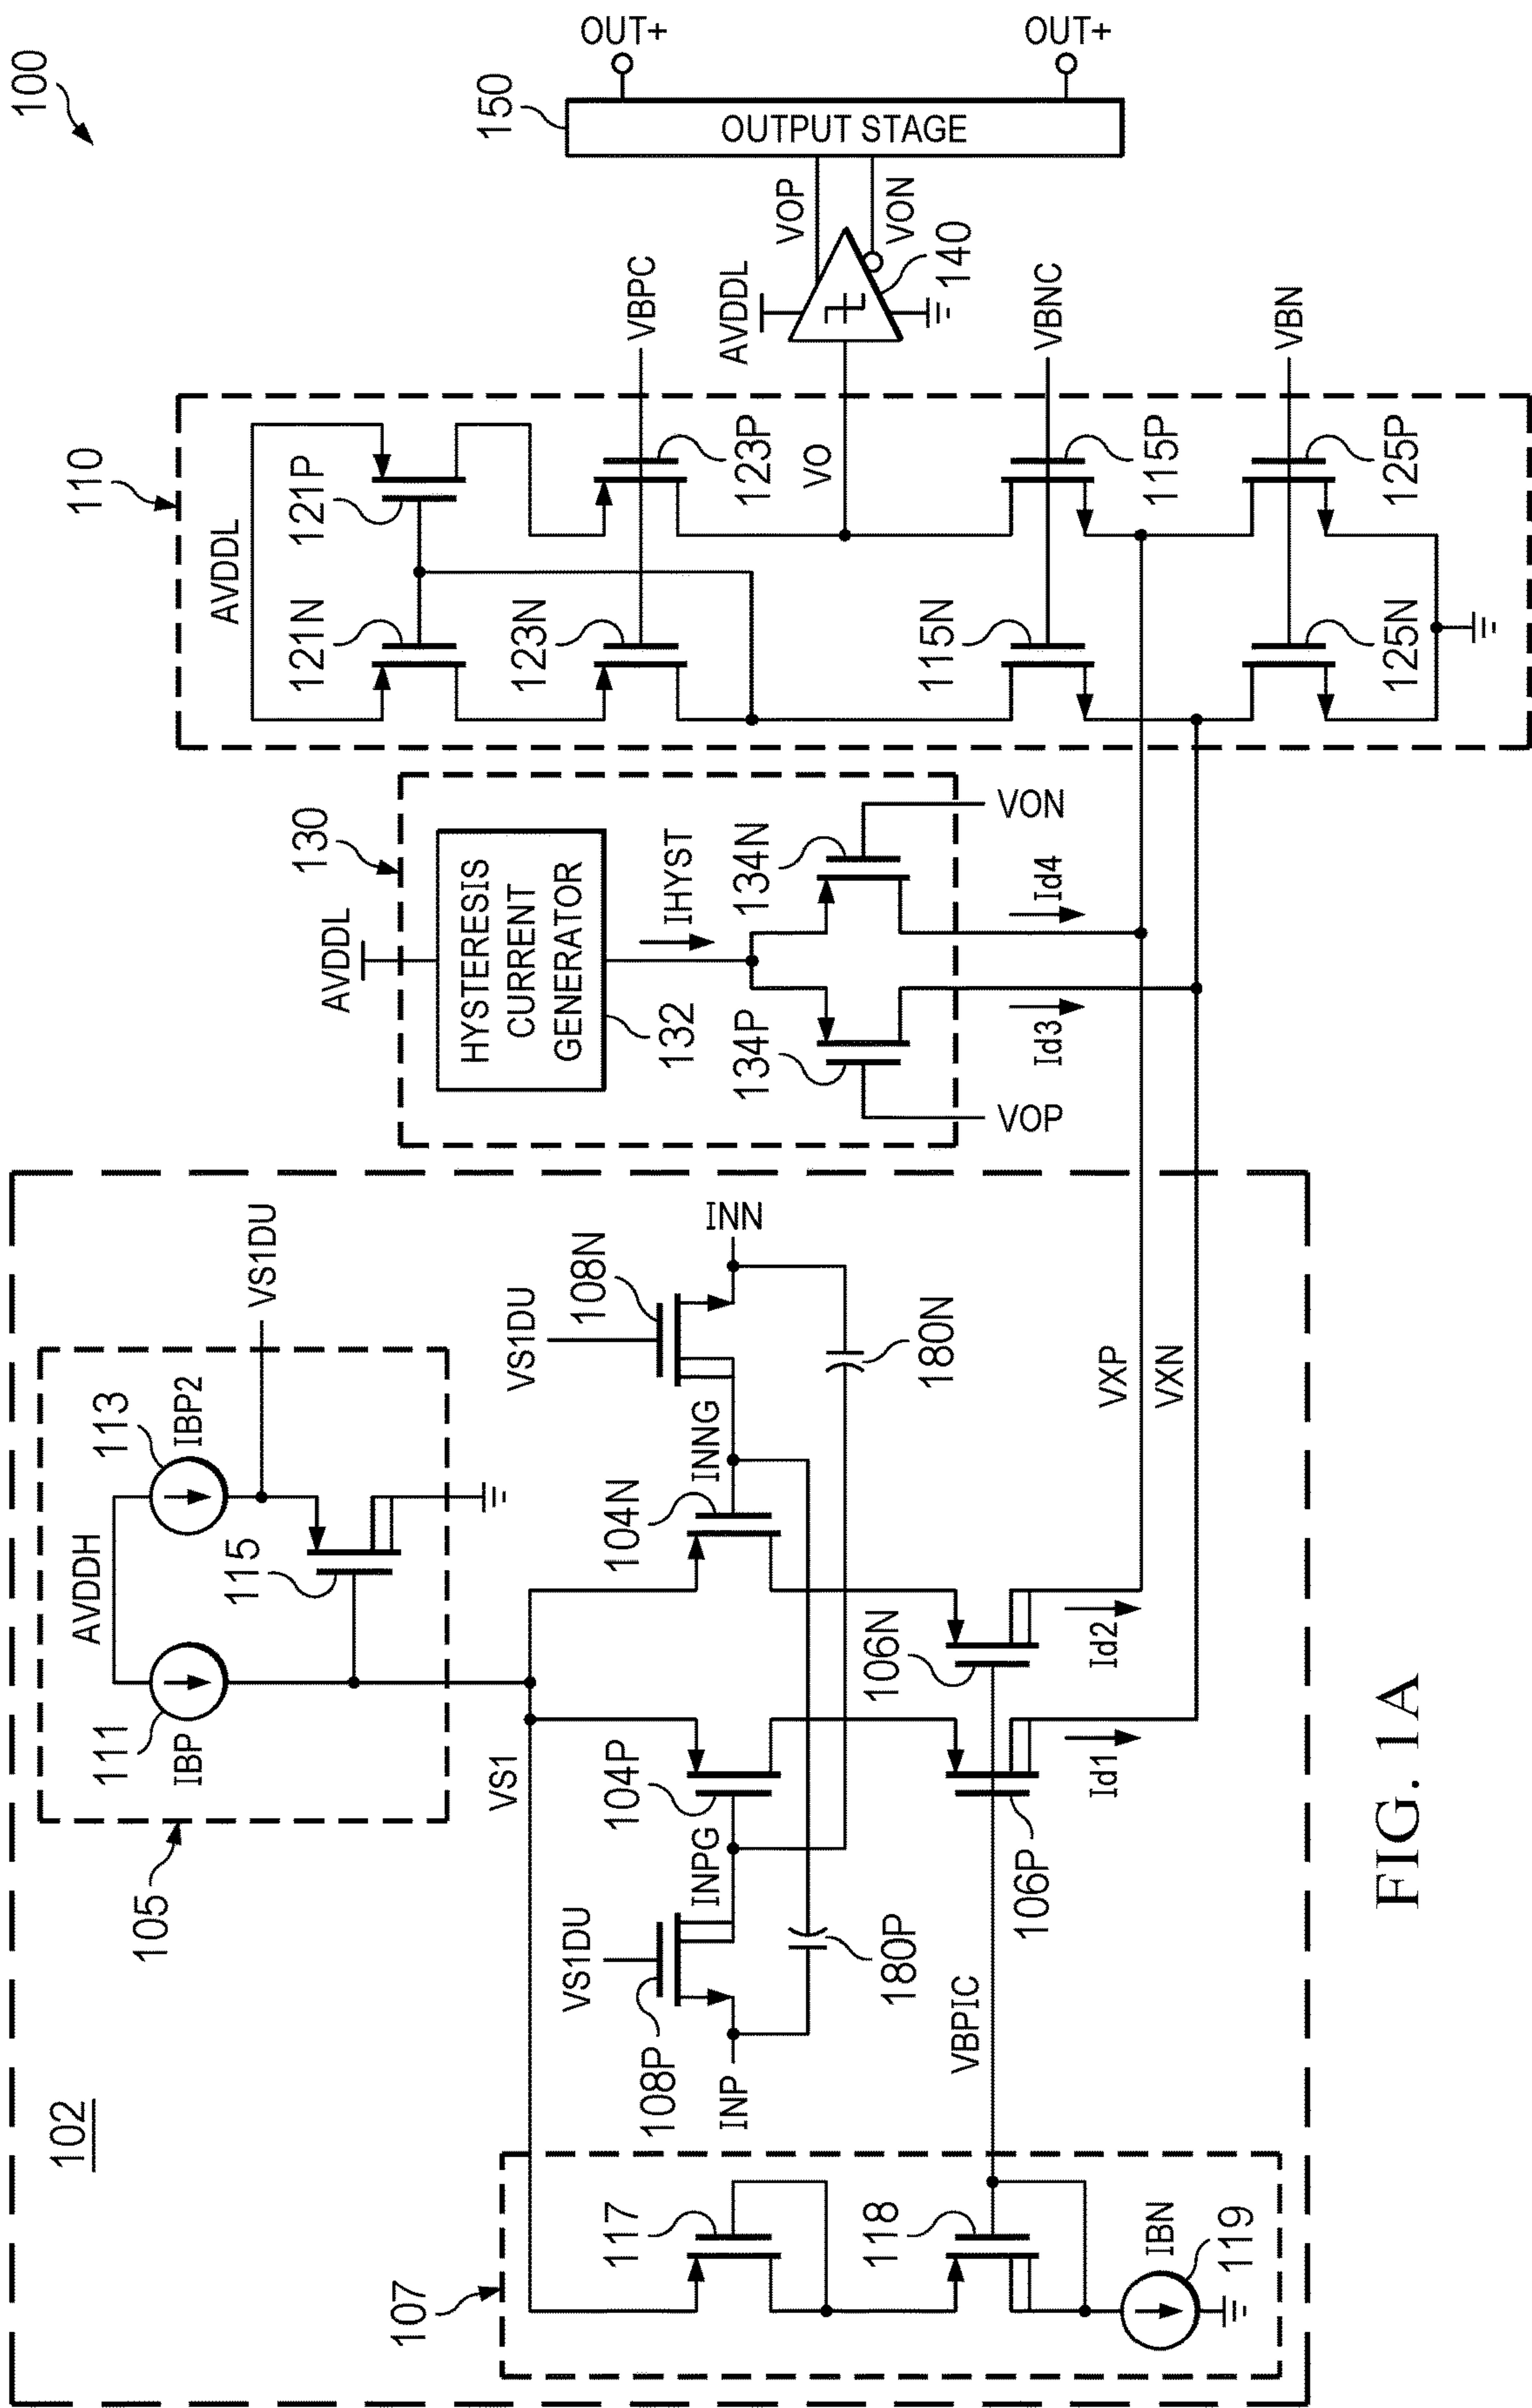 100
102
105
AVDDH
111
IBP
113
IBP2
VS1DU
115
VS1
107
117
118
IBN
119
VS1DU
108P
INP
INPG
104P
180P
VBPIC
106P
Id1
VS1DU
108N
INN
INNG
104N
180N
106N
Id2
VXP
VXN
130
AVDDL
HYSTERESIS
CURRENT
GENERATOR
132
IHYST
134P
134N
VOP
VON
Id3
Id4
110
AVDDL
121N
121P
123N
123P
VBPC
VO
115N
115P
VBNC
125N
125P
VBN
AVDDL
140
VOP
VON
150
OUTPUT STAGE
OUT+
OUT+
FIG. 1A